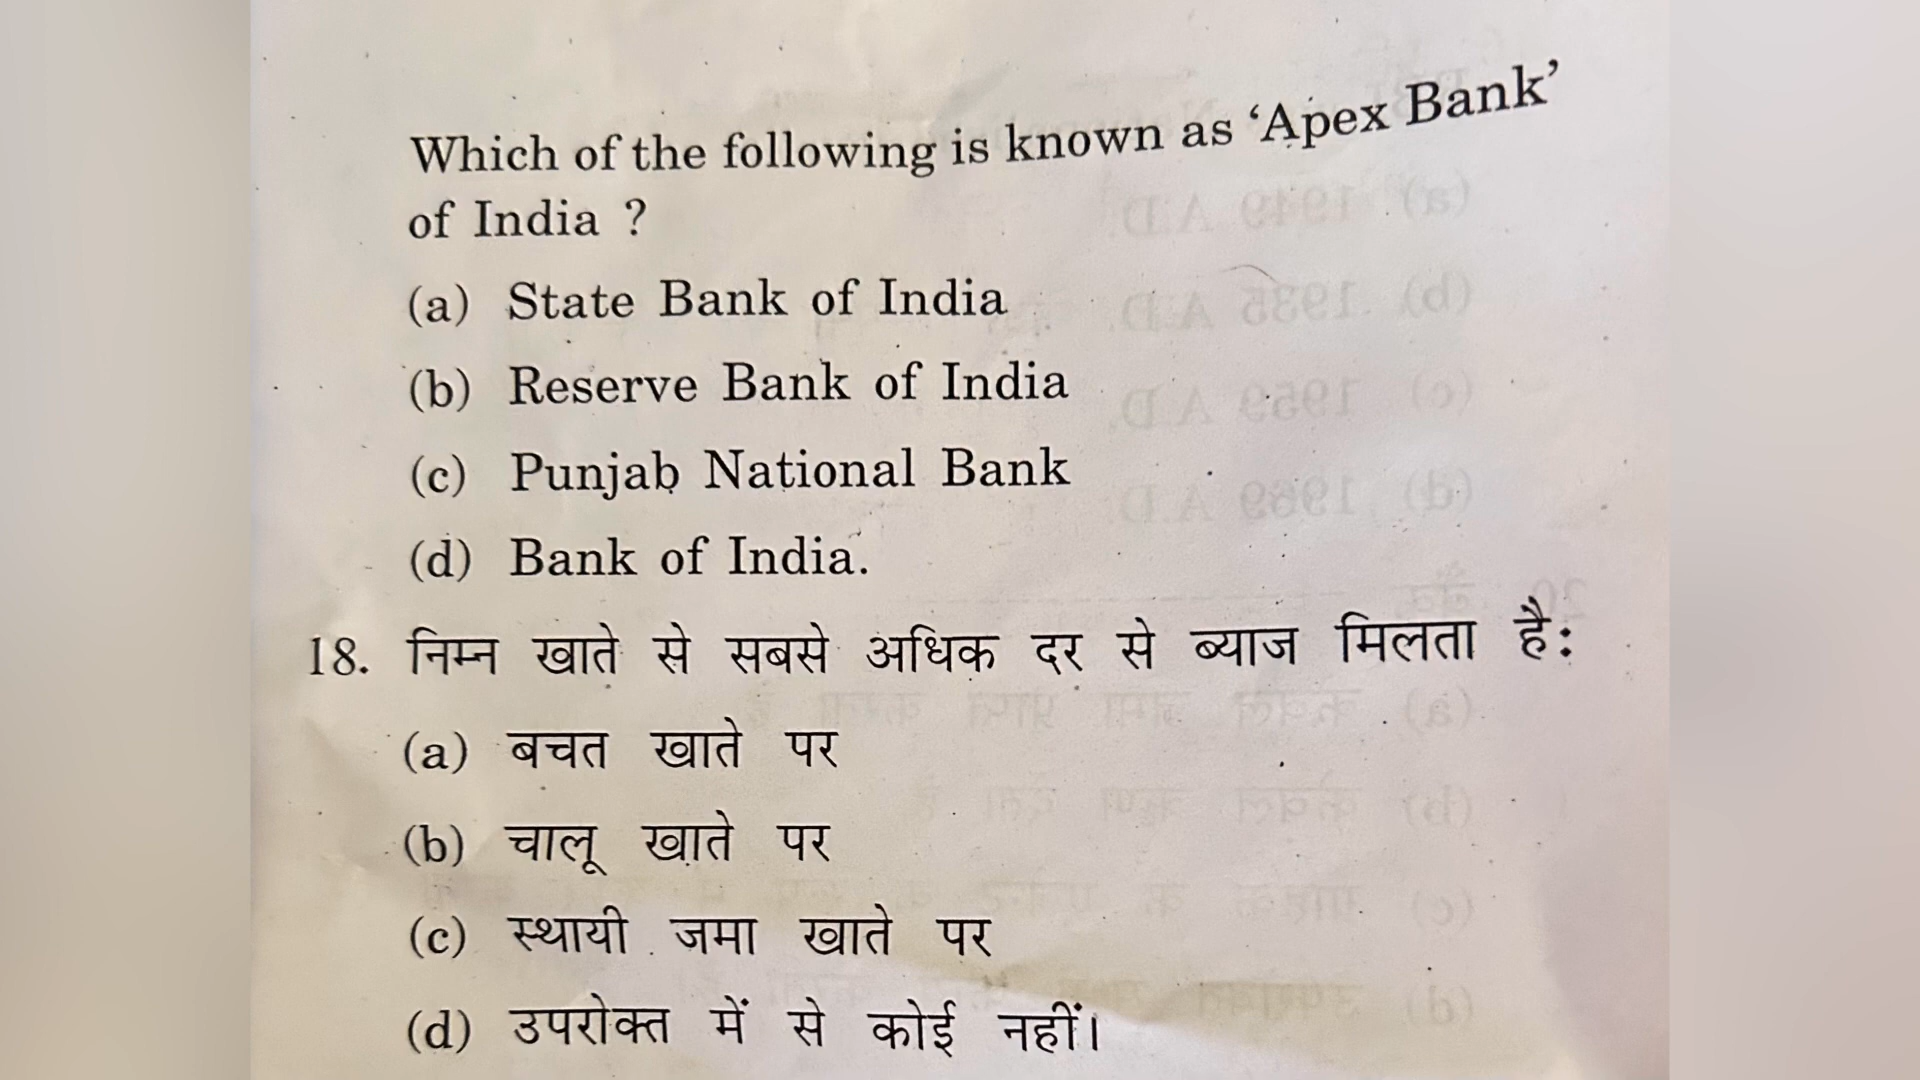 Which of the following is known as 'Apex Bank'
of India ?
(a) State Bank of India
(b) Reserve Bank of India
(c) Punjab National Bank
(d) Bank of India.
18. निम्न खाते से सबसे अधिक दर से ब्याज मिलता है:
(a) बचत खाते पर
(b) चालू खाते पर
(c) स्थायी जमा खाते पर
(d) उपरोक्त में से कोई नहीं।